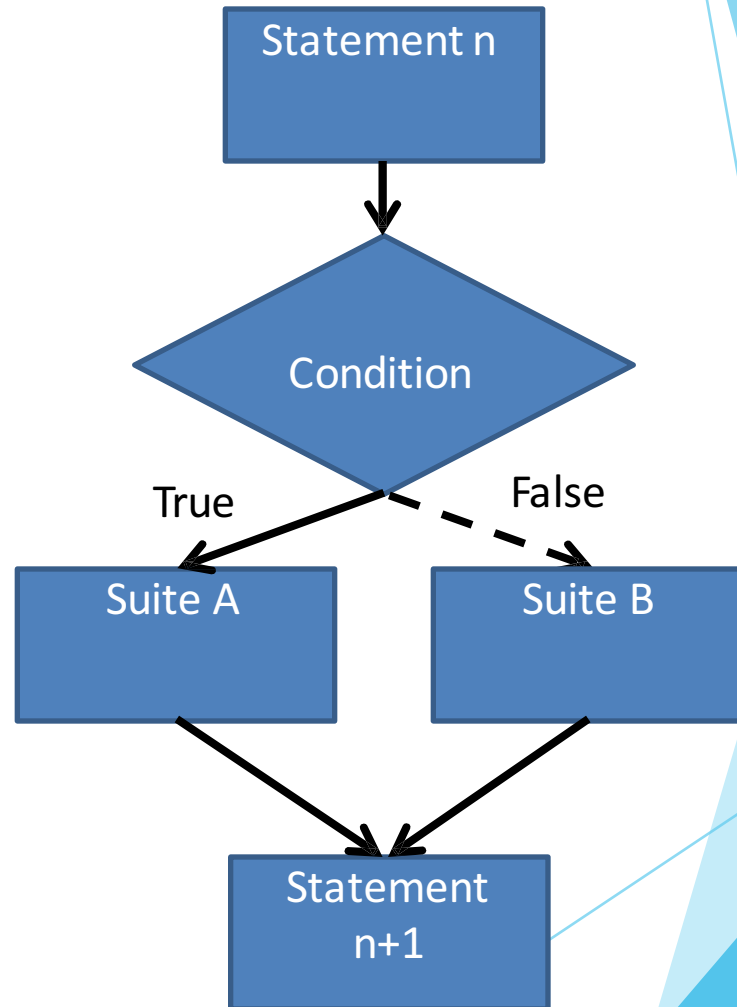 Statement n
Condition
True
False
Suite A
Suite B
Statement
n+1